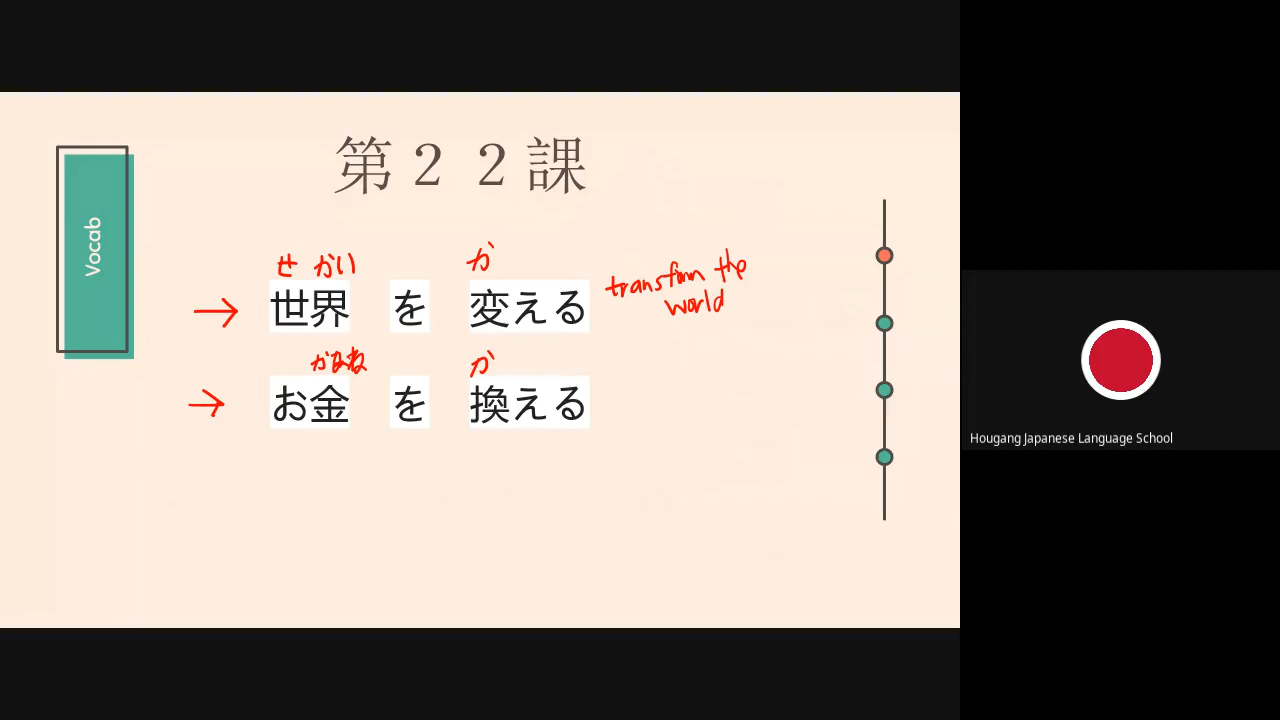 第２２課
Vocab
せ かい か
世界 を 変える
transform the
world
かね か
お金 を 換える
Hougang Japanese Language School